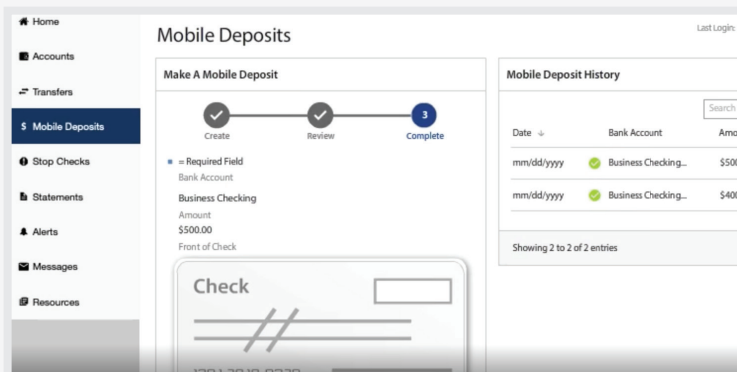 Home
Accounts
Transfers
$ Mobile Deposits
Stop Checks
Statements
Alerts
Messages
Resources
Mobile Deposits
Last Login:
Make A Mobile Deposit
3
Create Review Complete
= Required Field
Bank Account
Business Checking
Amount
$500.00
Front of Check
Check
Mobile Deposit History
Search
Date ↓ Bank Account Amo
mm/dd/yyyy Business Checking... $500
mm/dd/yyyy Business Checking... $400
Showing 2 to 2 of 2 entries